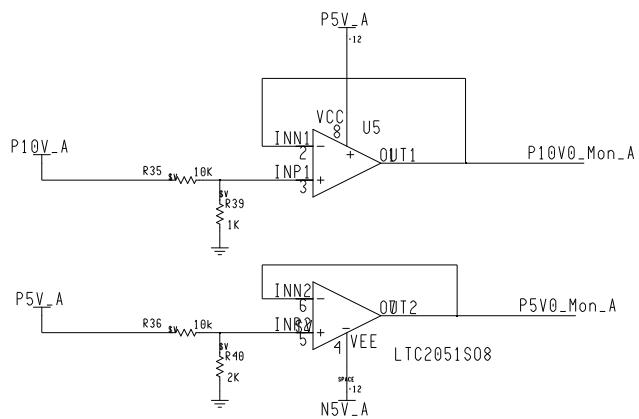 P5V_A
.12
VCC
8
U5
INN1
2
OUT1
P10V0_Mon_A
P10V_A
R35
$V
10K
INP1
3
$V
R39
1K
INN2
6
P5V_A
OUT2
P5V0_Mon_A
R36
$V
10k
5
VEE
4
LTC2051SO8
$V
R40
2K
SPACE
.12
N5V_A